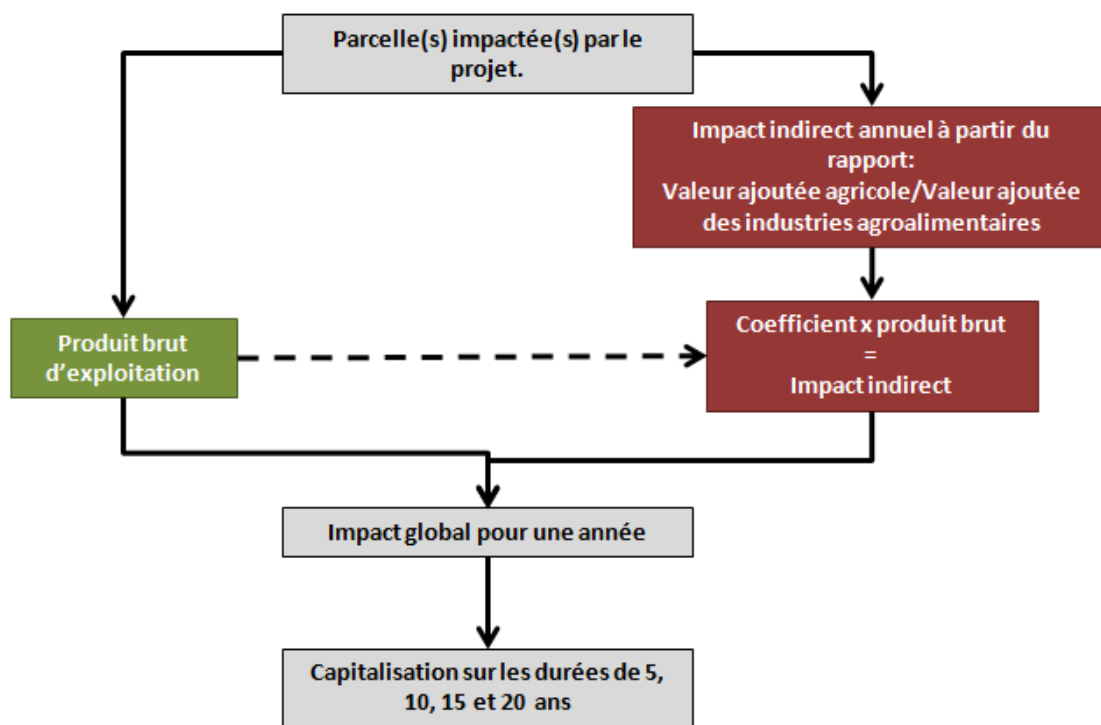 Parcelle(s) impactée(s) par le
projet.
Impact indirect annuel à partir du
rapport:
Valeur ajoutée agricole/Valeur ajoutée
des industries agroalimentaires
Produit brut
d’exploitation
Coefficient x produit brut
=
Impact indirect
Impact global pour une année
Capitalisation sur les durées de 5,
10, 15 et 20 ans